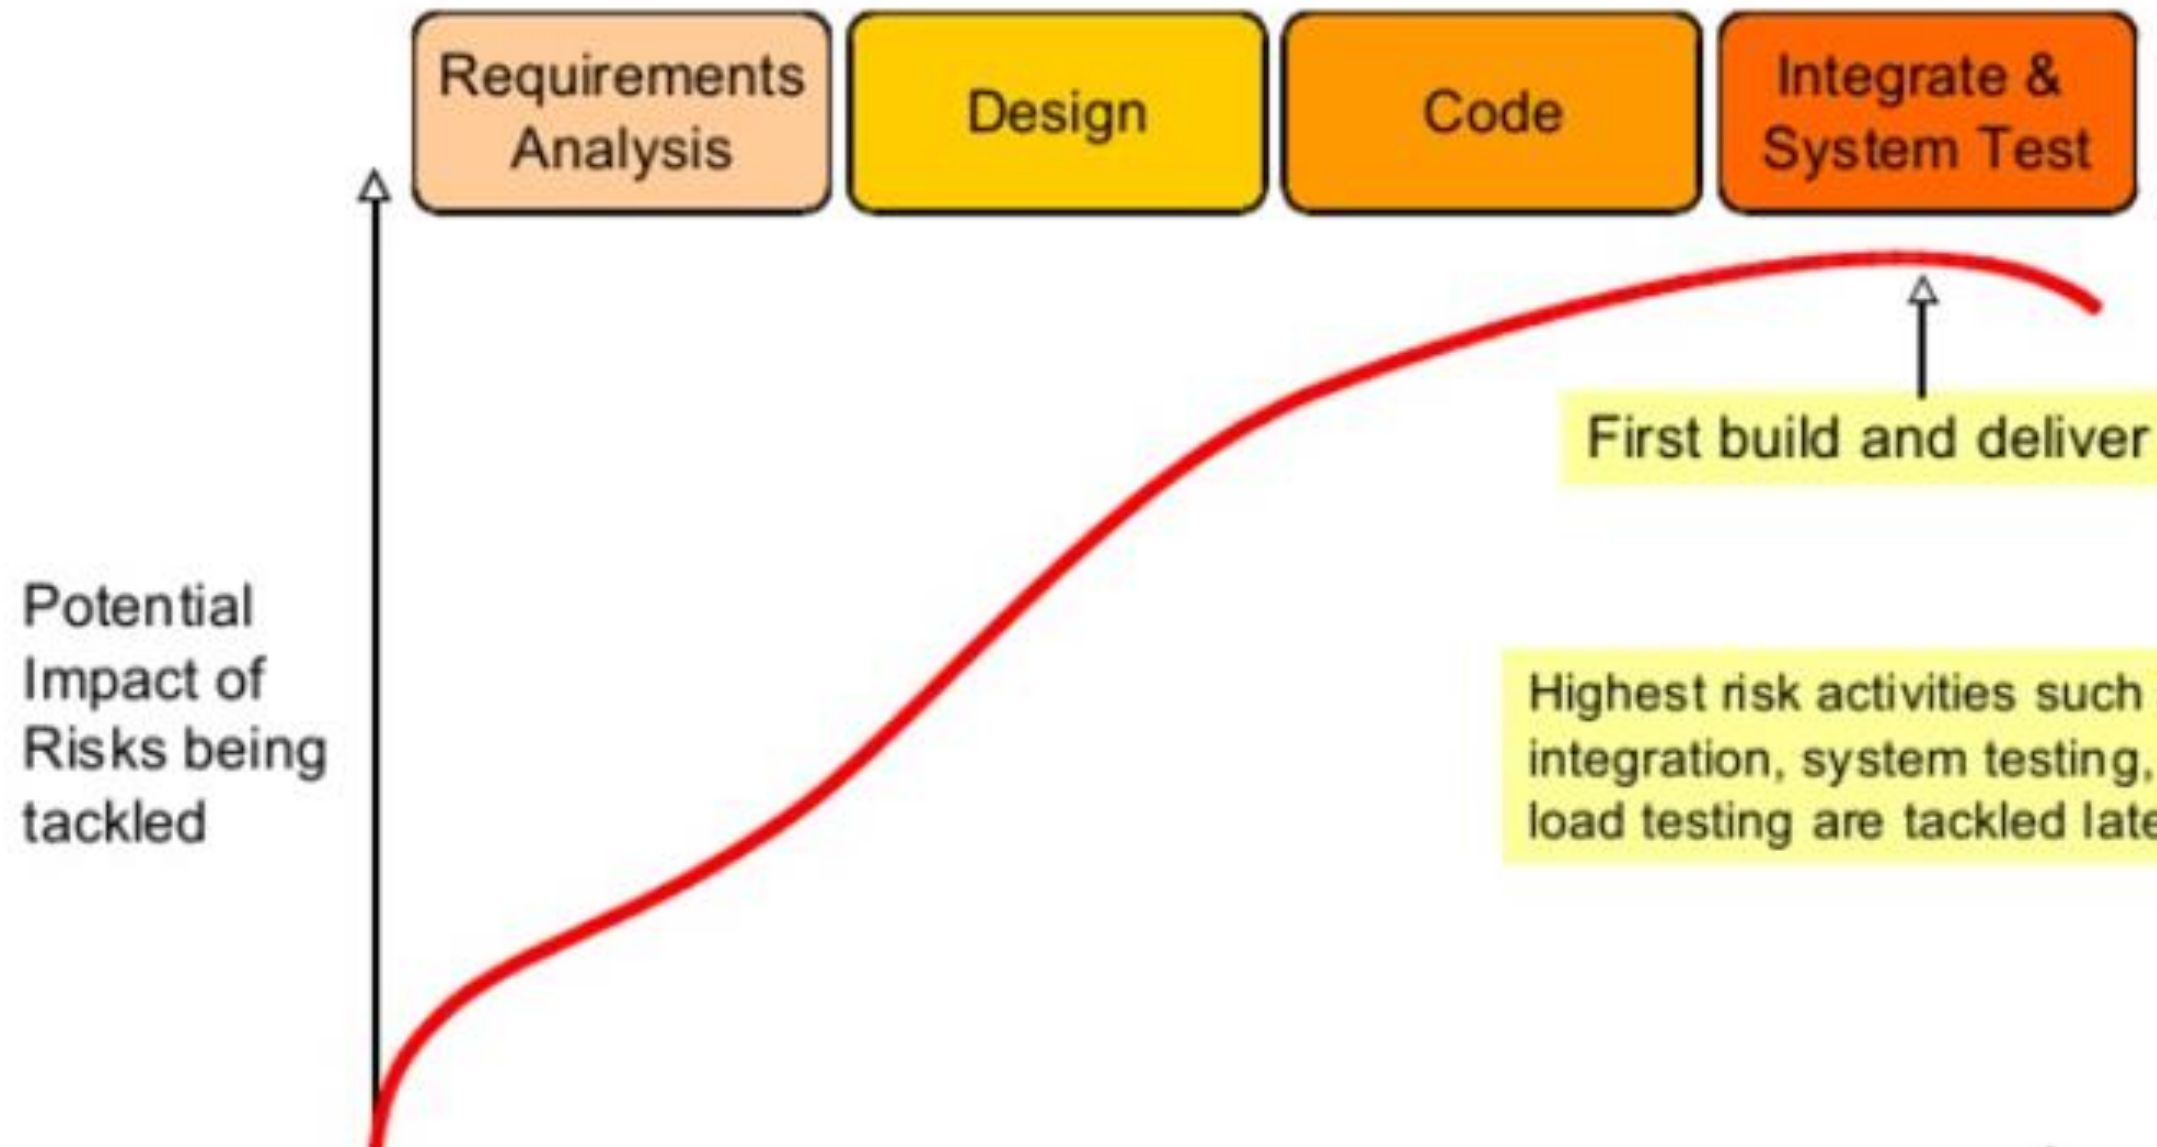 Requirements
Analysis
Design
Code
Integrate &
System Test
First build and deliver
Potential
Impact of
Risks being
tackled
Highest risk activities such
integration, system testing,
load testing are tackled late